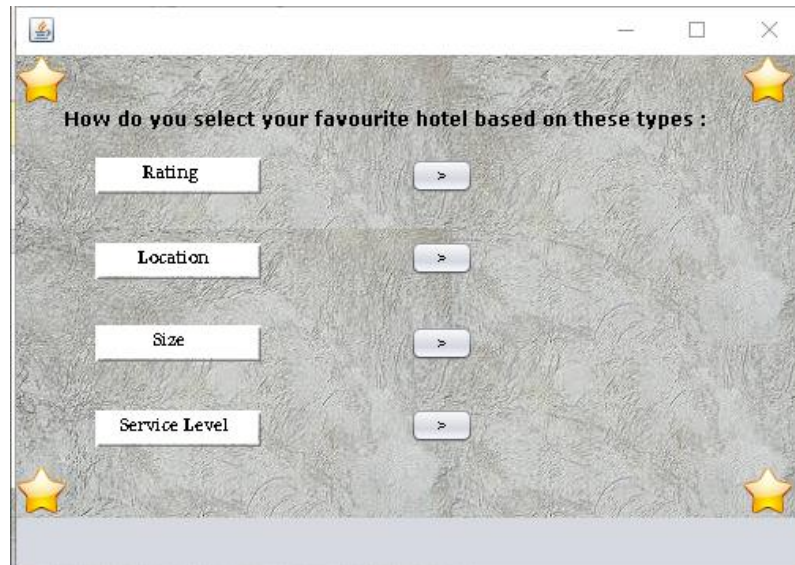 How do you select your favourite hotel based on these types :
Rating >
Location >
Size >
Service Level >